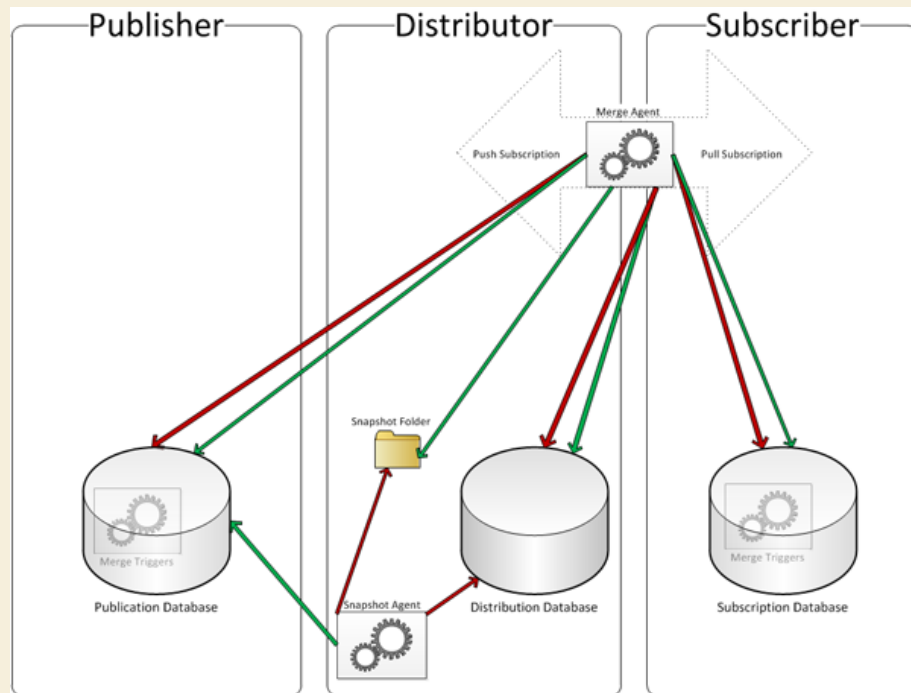 Publisher
Distributor
Subscriber
Merge Agent
Push Subscription
Pull Subscription
Snapshot Folder
Merge Triggers
Merge Triggers
Publication Database
Snapshot Agent
Distribution Database
Subscription Database